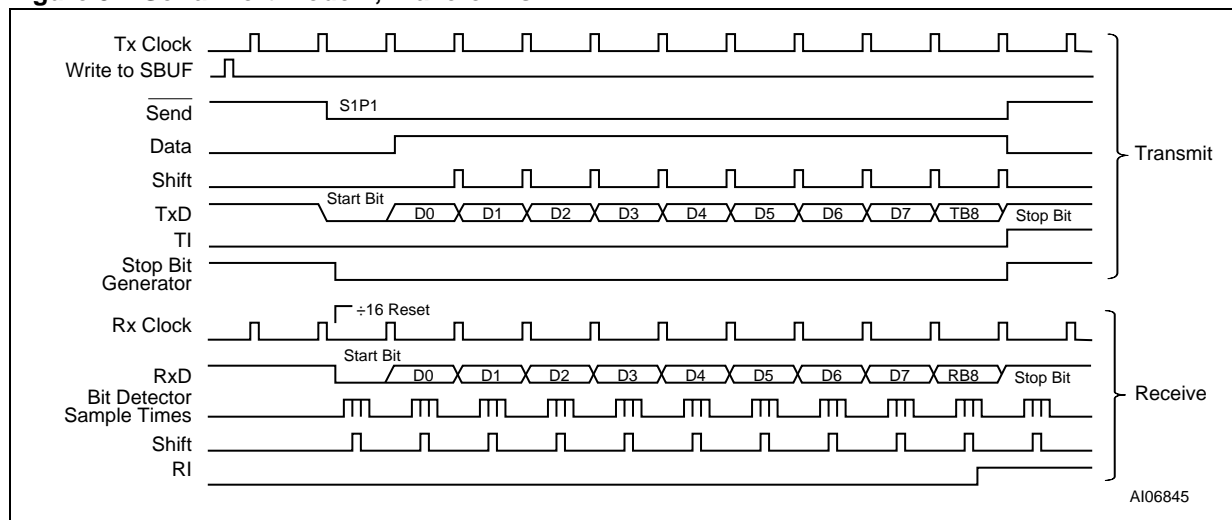 Tx Clock
Write to SBUF
Send
S1P1
Data
Shift
Start Bit
TxD
D0 D1 D2 D3 D4 D5 D6 D7 TB8 Stop Bit
TI
Stop Bit
Generator
Transmit
÷16 Reset
Rx Clock
Start Bit
RxD
D0 D1 D2 D3 D4 D5 D6 D7 RB8 Stop Bit
Bit Detector
Sample Times
Shift
RI
Receive
AI06845